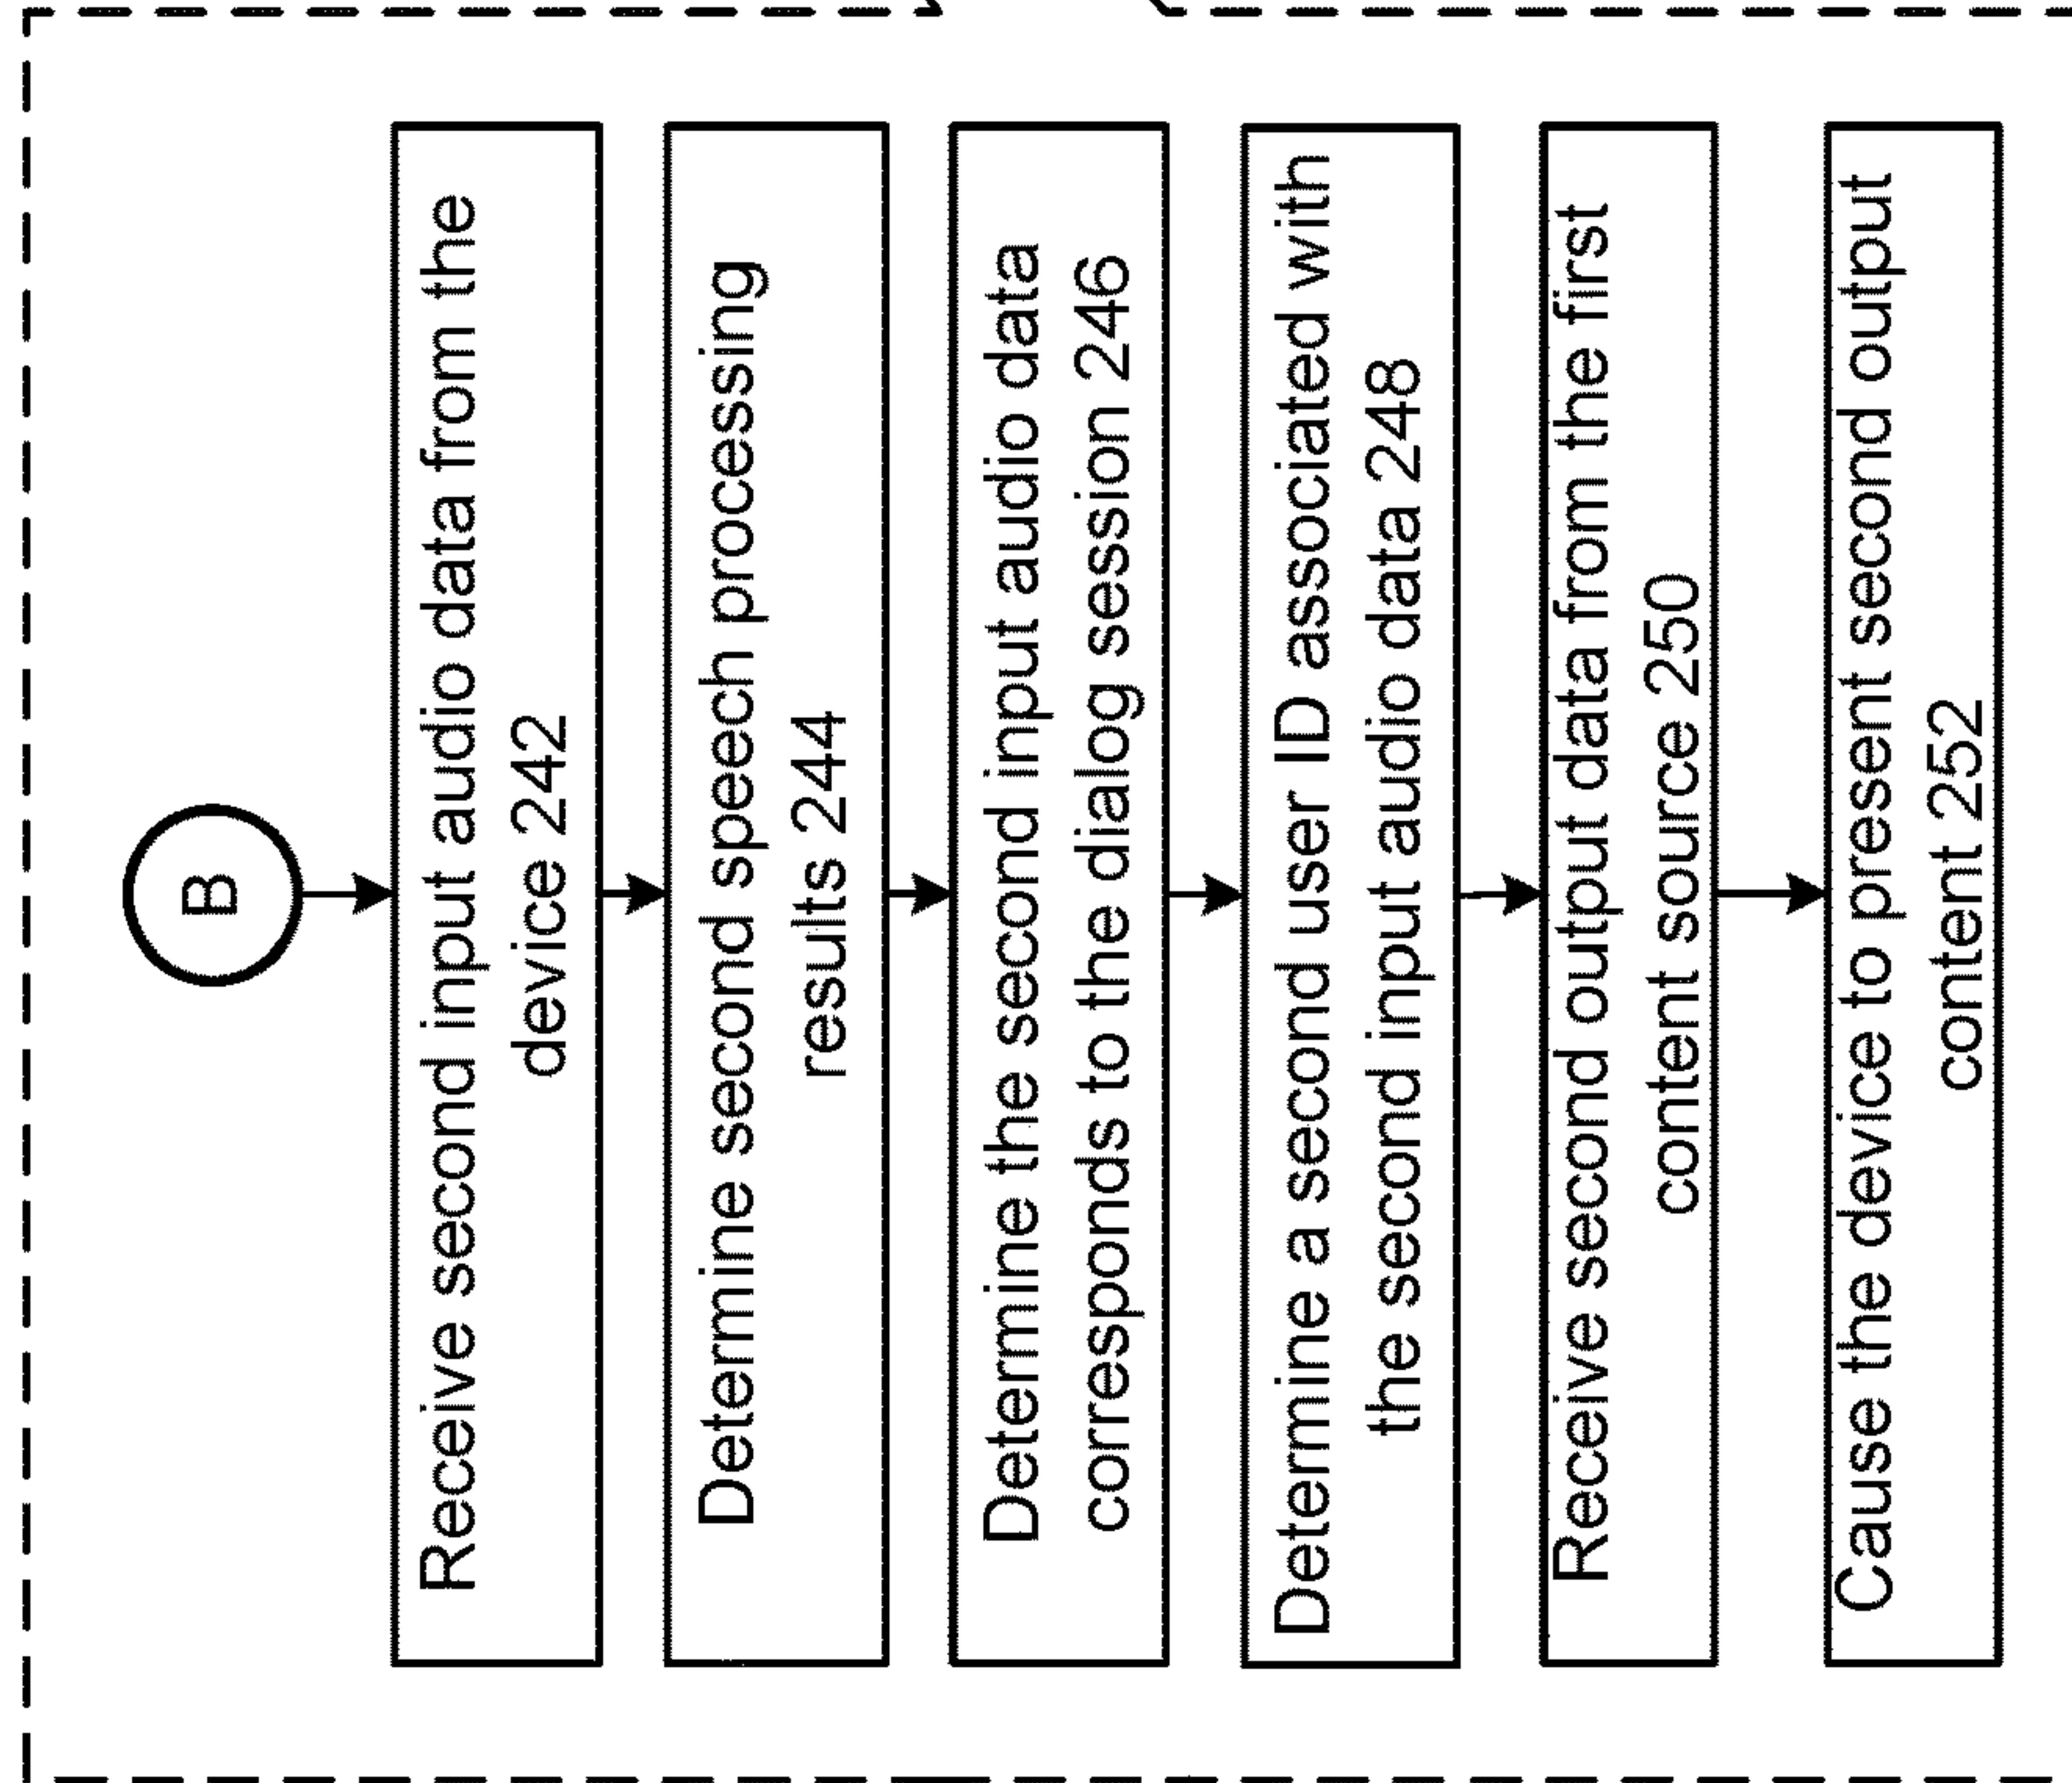 B
Receive second input audio data from the
device 242
Determine second speech processing
results 244
Determine the second input audio data
corresponds to the dialog session 246
Determine a second user ID associated with
the second input audio data 248
Receive second output data from the first
content source 250
Cause the device to present second output
content 252